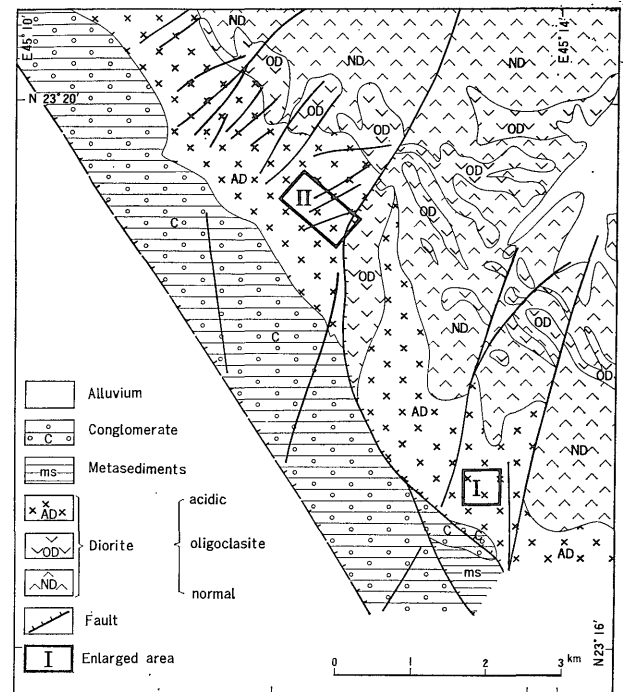 E 45° 10'
ND
E 45° 14'
OD
ND
ND
N 23° 20'
OD
OD
OD
AD
OD
II
C
OD
OD
ND
C
OD
OD
AD
ND
I
C
C
AD
ms
Alluvium
C Conglomerate
ms Metasediments
AD acidic
OD Diorite oligoclasite
ND normal
Fault
I Enlarged area
0 1 2 3 km
N 23° 16'